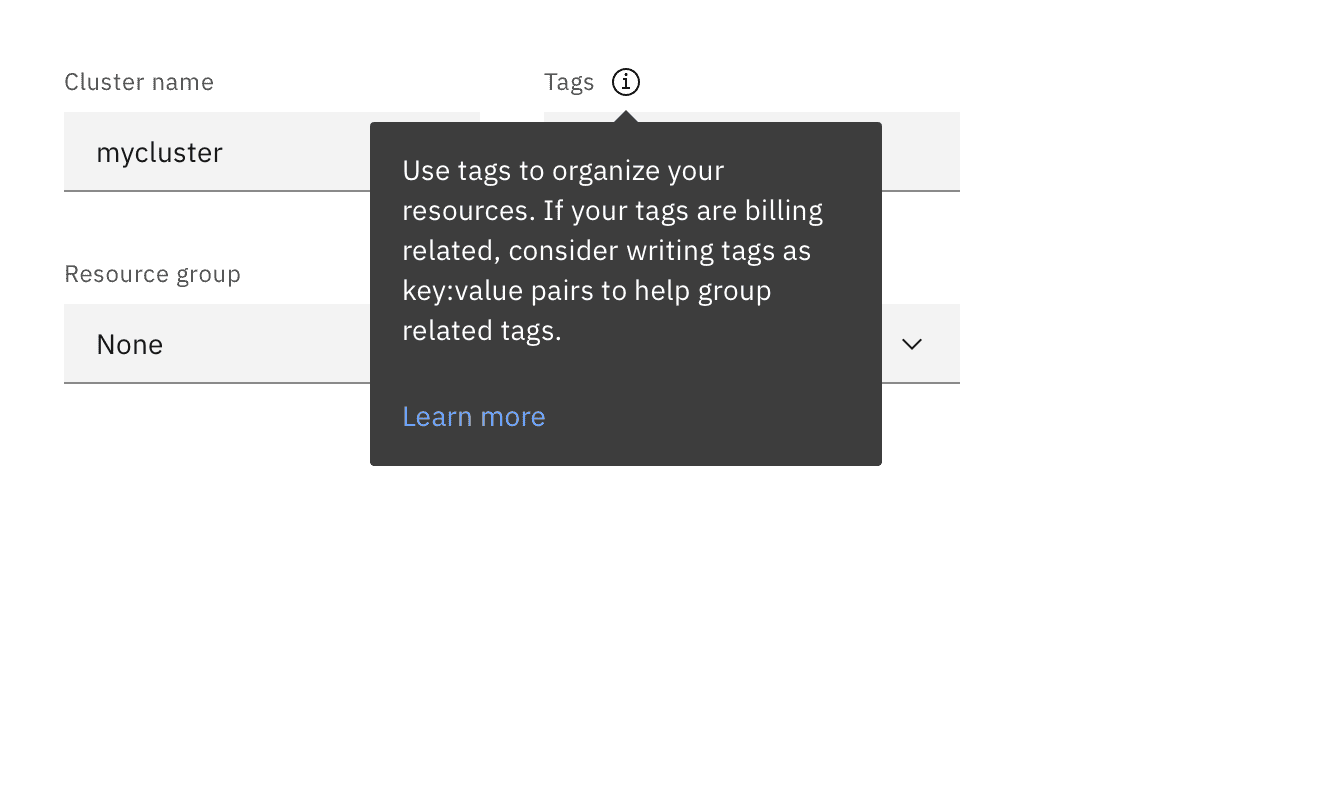 Cluster name
Tags
mycluster
Use tags to organize your
resources. If your tags are billing
related, consider writing tags as
key:value pairs to help group
related tags.
Learn more
Resource group
None